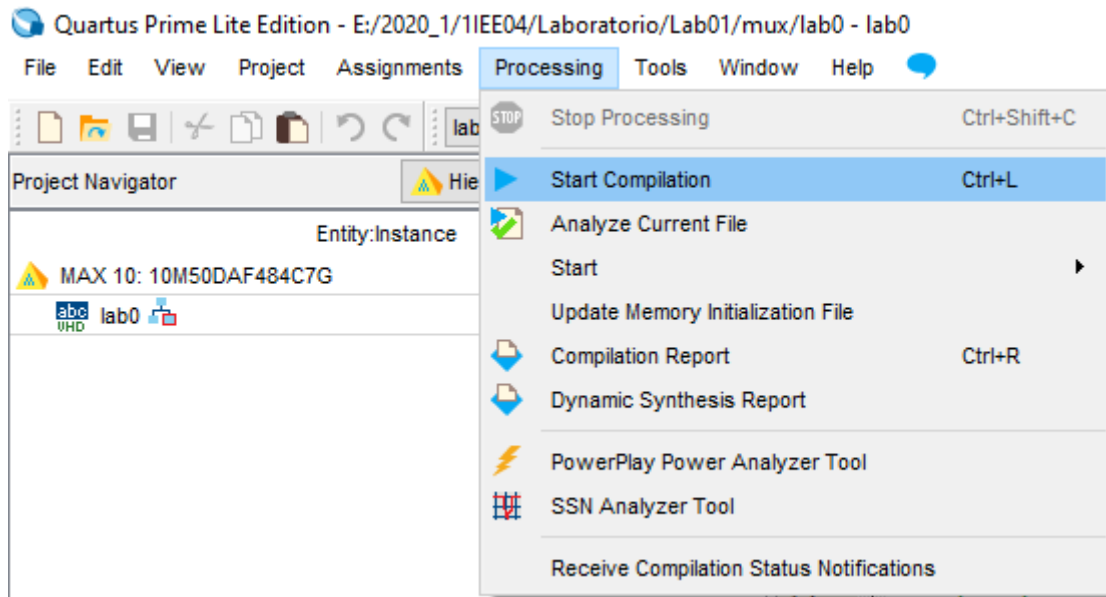 Quartus Prime Lite Edition - E:/2020_1/1IEE04/Laboratorio/Lab01/mux/lab0 - lab0
File Edit View Project Assignments Processing Tools Window Help
lab
STOP Stop Processing Ctrl+Shift+C
Project Navigator Hie
Start Compilation Ctrl+L
Entity:Instance
Analyze Current File
MAX 10: 10M50DAF484C7G
Start
abc VHD lab0
Update Memory Initialization File
Compilation Report Ctrl+R
Dynamic Synthesis Report
PowerPlay Power Analyzer Tool
SSN Analyzer Tool
Receive Compilation Status Notifications